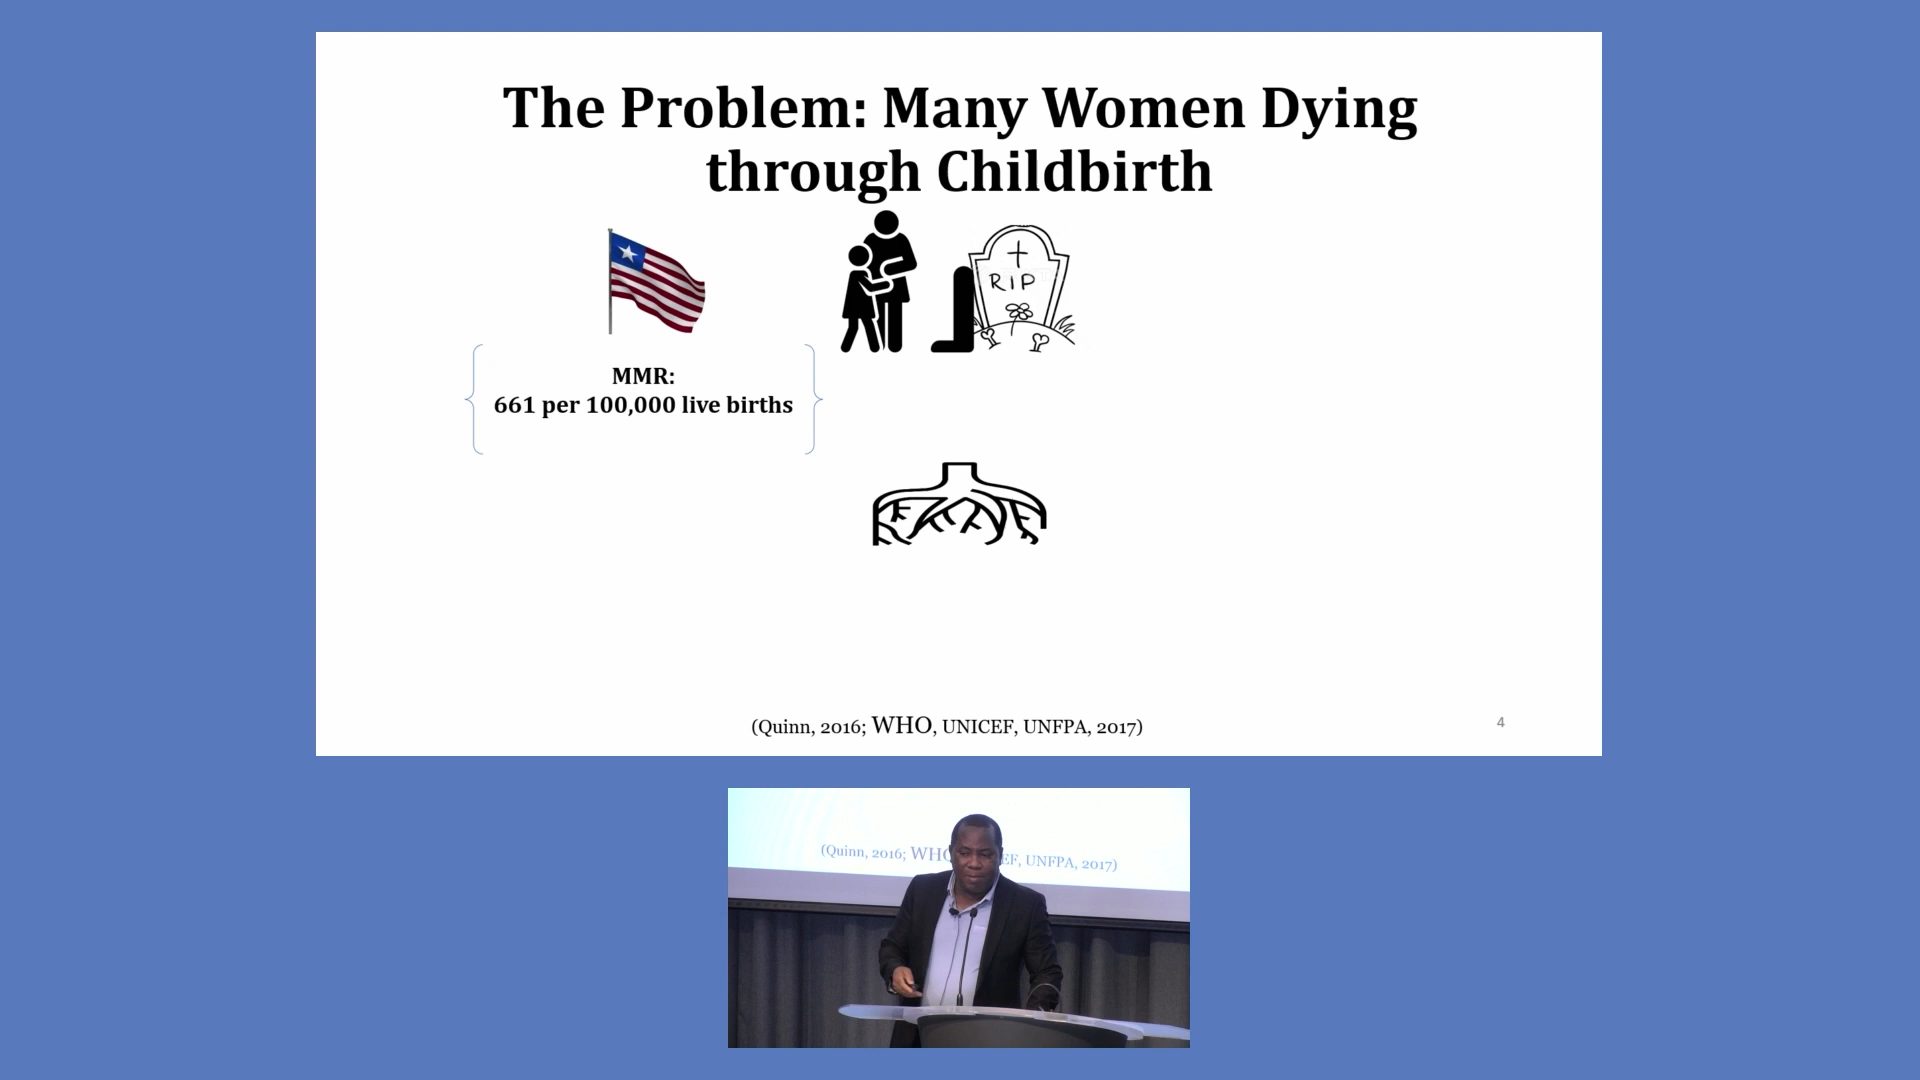 The Problem: Many Women Dying
through Childbirth
RIP
MMR:
661 per 100,000 live births
(Quinn, 2016; WHO, UNICEF, UNFPA, 2017)
4
(Quinn, 2016; WHO EF, UNFPA, 2017)